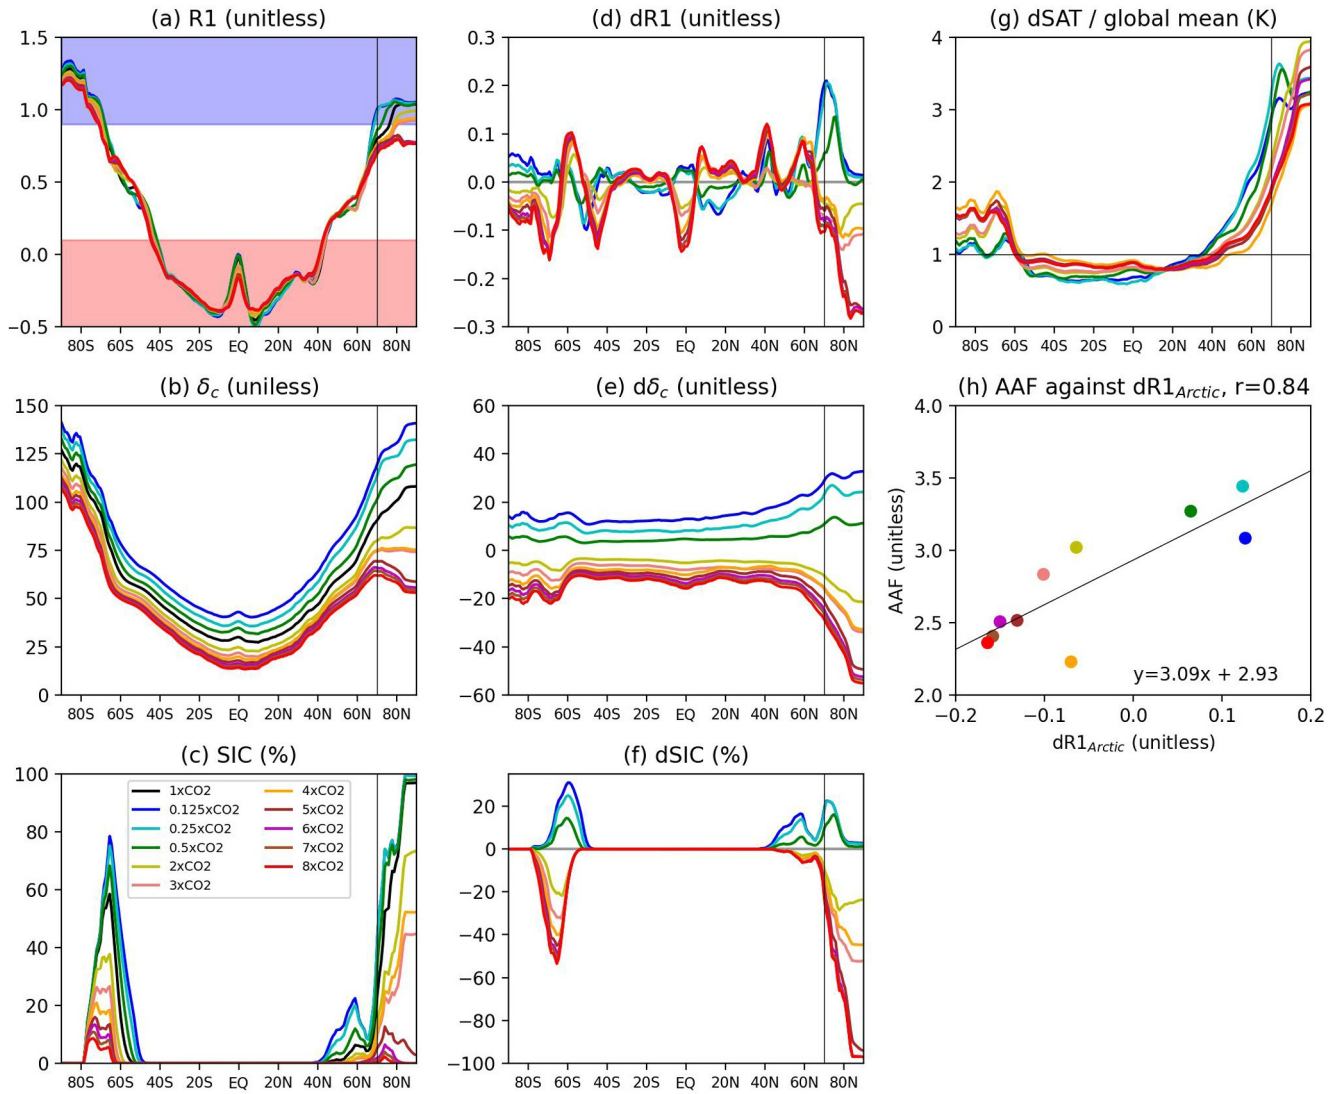 (a) R1 (unitless)
1.5
1.0
0.5
0.0
−0.5
80S 60S 40S 20S EQ 20N 40N 60N 80N
(d) dR1 (unitless)
0.3
0.2
0.1
0.0
−0.1
−0.2
−0.3
80S 60S 40S 20S EQ 20N 40N 60N 80N
(g) dSAT / global mean (K)
4
3
2
1
0
80S 60S 40S 20S EQ 20N 40N 60N 80N
(b) δc (uniless)
150
125
100
75
50
25
0
80S 60S 40S 20S EQ 20N 40N 60N 80N
(e) dδc (unitless)
60
40
20
0
−20
−40
−60
80S 60S 40S 20S EQ 20N 40N 60N 80N
(h) AAF against dR1Arctic, r=0.84
4.0
3.5
3.0
2.5
2.0
AAF (unitless)
y=3.09x + 2.93
−0.2 −0.1 0.0 0.1 0.2
dR1Arctic (unitless)
(c) SIC (%)
100
80
60
40
20
0
1xCO2
0.125xCO2
0.25xCO2
0.5xCO2
2xCO2
3xCO2
4xCO2
5xCO2
6xCO2
7xCO2
8xCO2
80S 60S 40S 20S EQ 20N 40N 60N 80N
(f) dSIC (%)
20
0
−20
−40
−60
−80
−100
80S 60S 40S 20S EQ 20N 40N 60N 80N